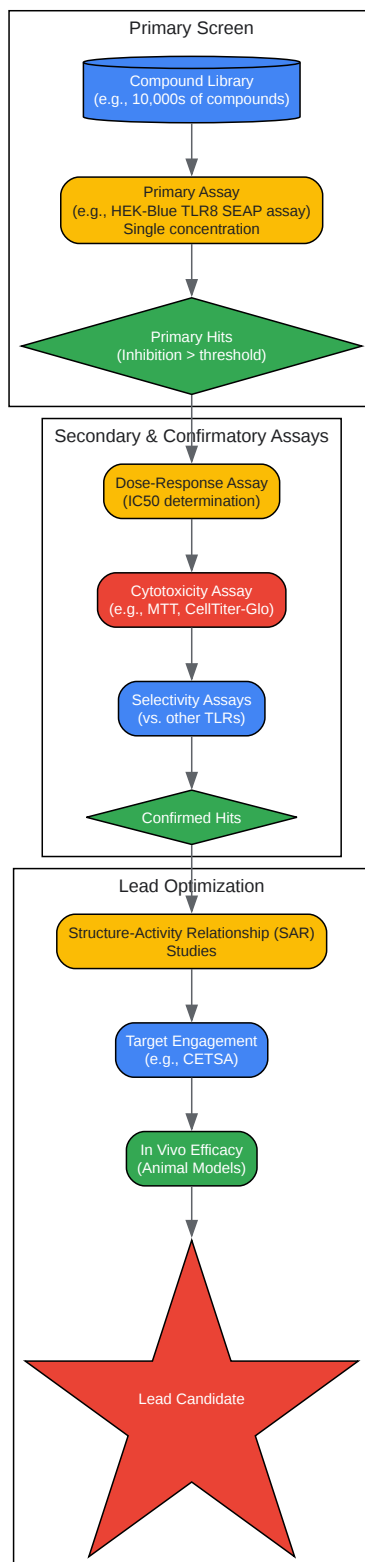 Primary Screen
Compound Library
(e.g., 10,000s of compounds)
Primary Assay
(e.g., HEK-Blue TLR8 SEAP assay)
Single concentration
Primary Hits
(Inhibition > threshold)
Secondary & Confirmatory Assays
Dose-Response Assay
(IC50 determination)
Cytotoxicity Assay
(e.g., MTT, CellTiter-Glo)
Selectivity Assays
(vs. other TLRs)
Confirmed Hits
Lead Optimization
Structure-Activity Relationship (SAR)
Studies
Target Engagement
(e.g., CETSA)
In Vivo Efficacy
(Animal Models)
Lead Candidate